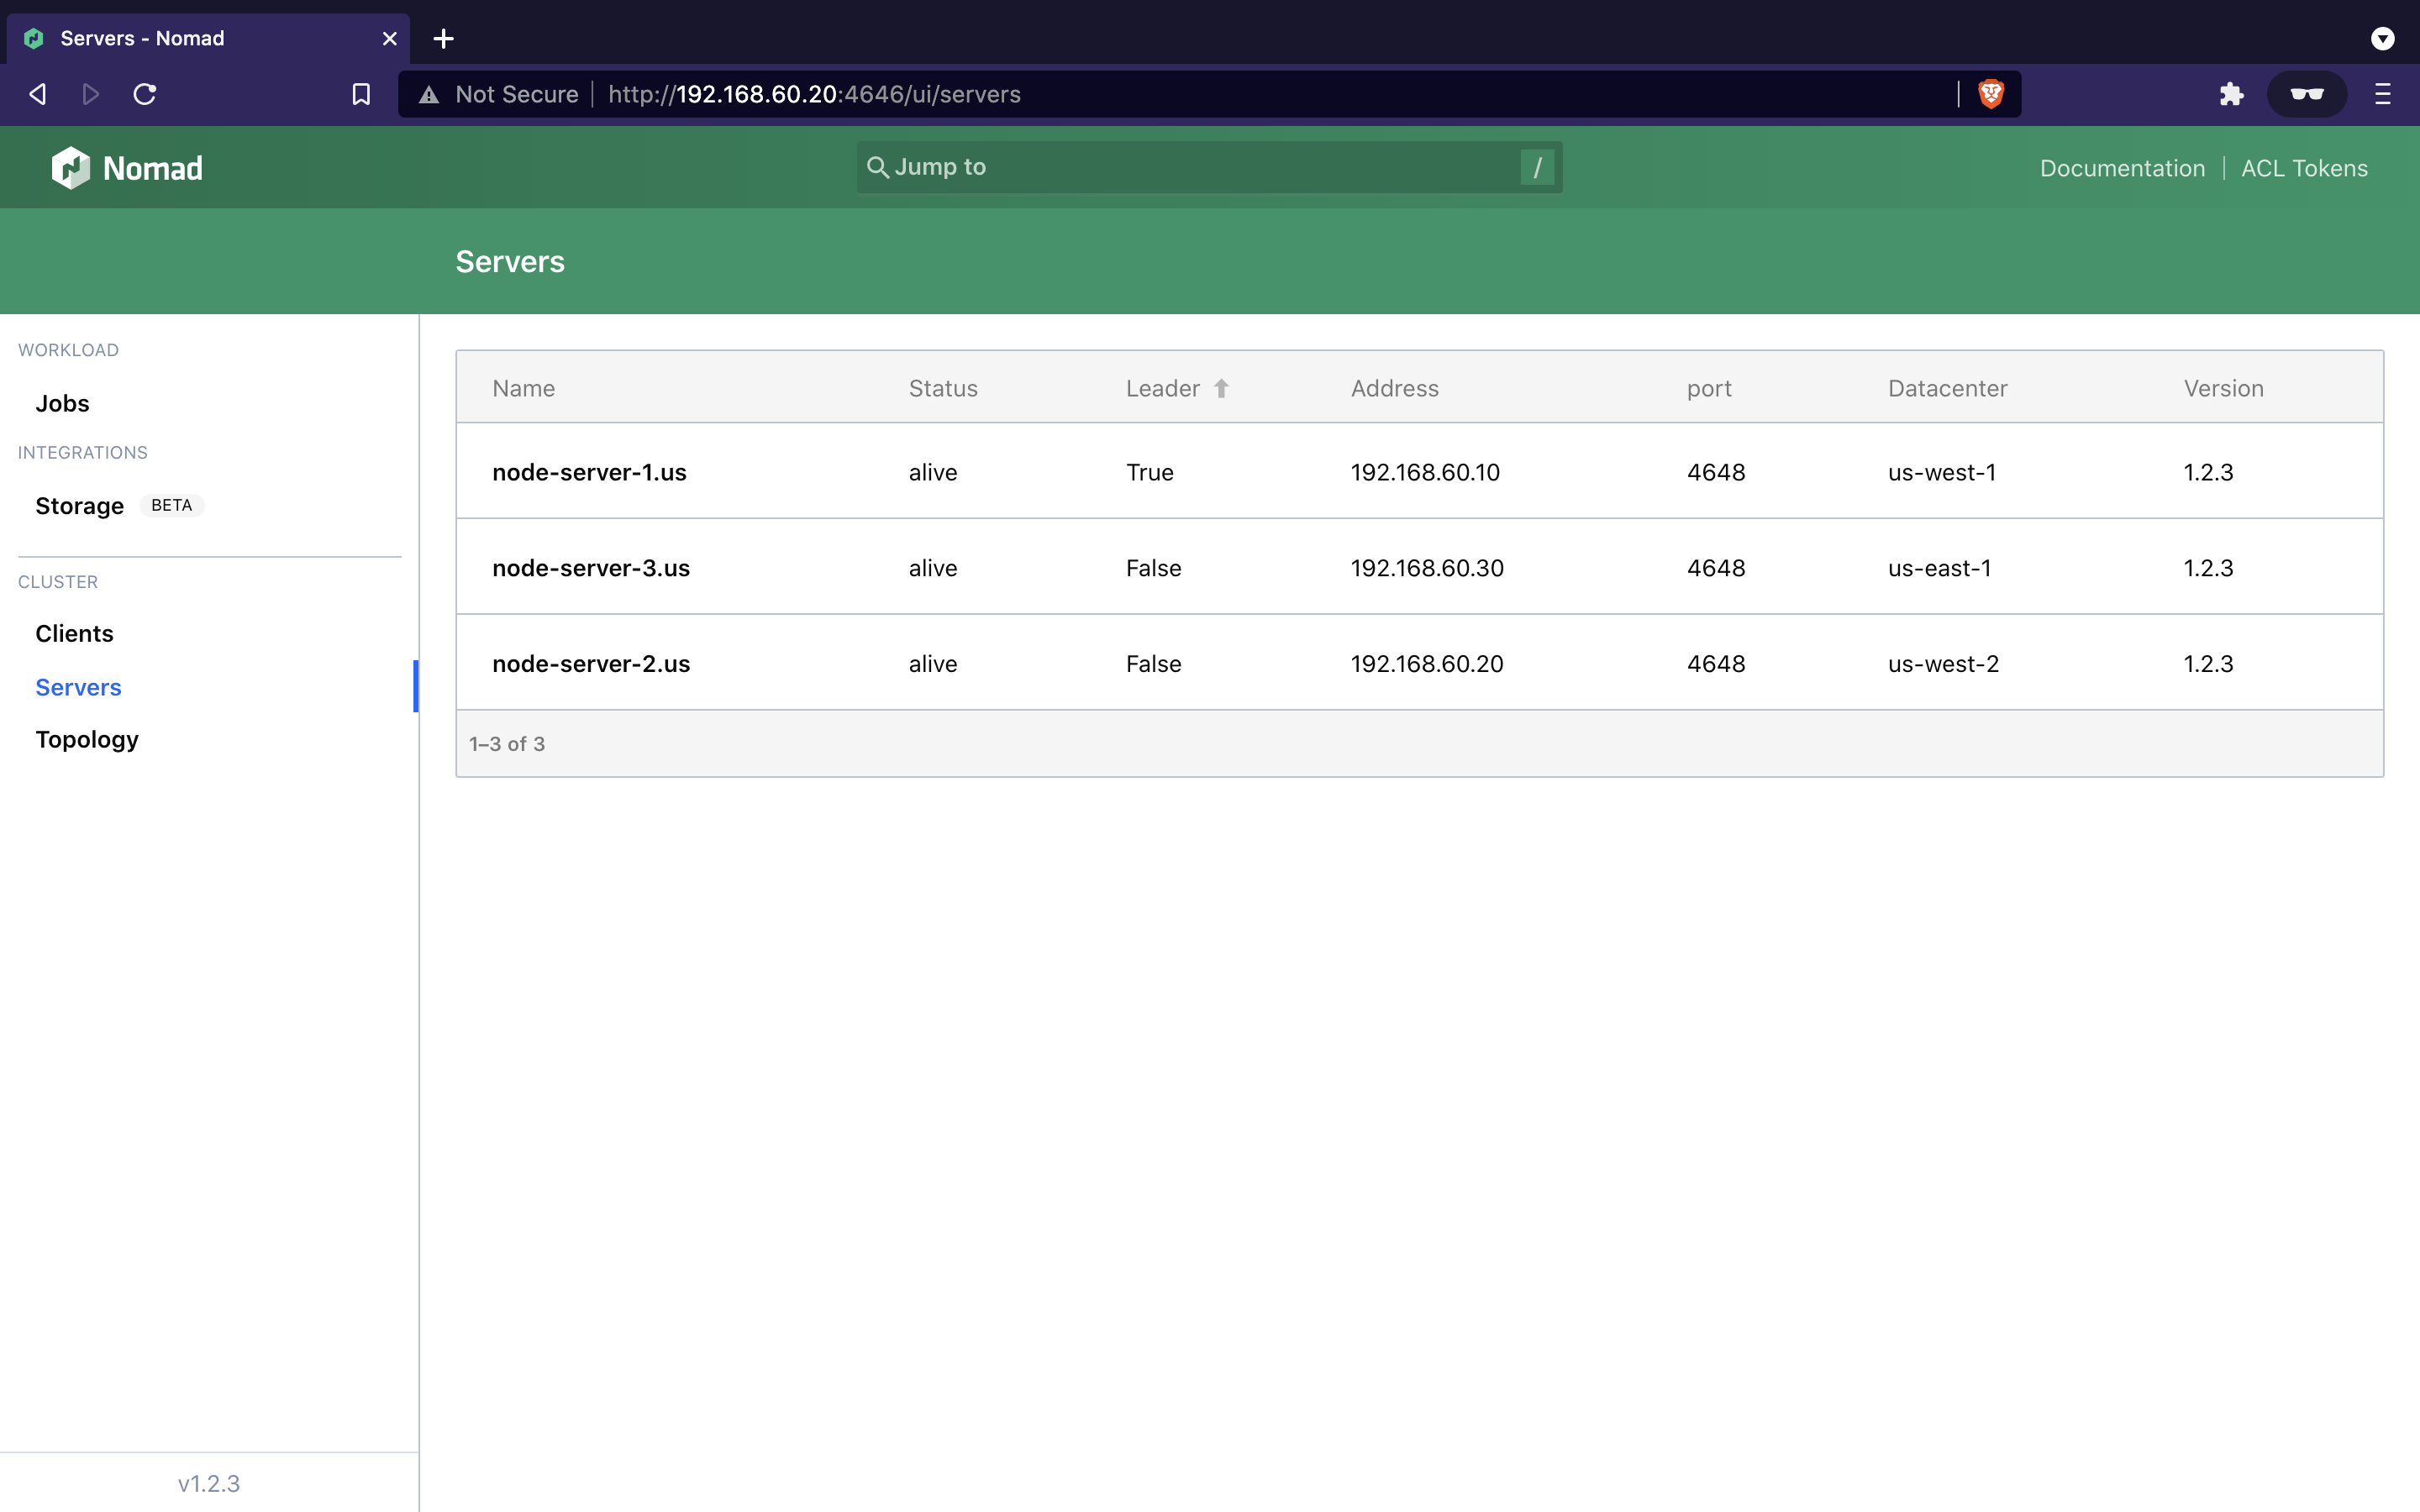 Servers - Nomad
Not Secure http://192.168.60.20:4646/ui/servers
Nomad Jump to / Documentation ACL Tokens
Servers
WORKLOAD
Jobs
INTEGRATIONS
Storage BETA
CLUSTER
Clients
Servers
Topology
Name Status Leader Address port Datacenter Version
node-server-1.us alive True 192.168.60.10 4648 us-west-1 1.2.3
node-server-3.us alive False 192.168.60.30 4648 us-east-1 1.2.3
node-server-2.us alive False 192.168.60.20 4648 us-west-2 1.2.3
1–3 of 3
v1.2.3